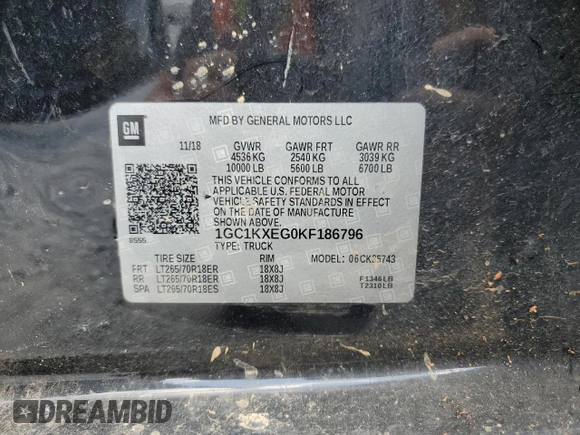 GM
MFD BY GENERAL MOTORS LLC
11/18 GVWR GAWR FRT GAWR RR
4536 KG 2540 KG 3039 KG
10000 LB 5600 LB 6700 LB
THIS VEHICLE CONFORMS TO ALL
APPLICABLE U.S. FEDERAL MOTOR
VEHICLE SAFETY STANDARDS IN EFFECT
ON THE DATE OF MANUFACTURE
SHOWN ABOVE.
8555
1GC1KXEG0KF186796
TYPE: TRUCK
TIRE SIZE RIM MODEL: 06CK35743
FRT LT265/70R18ER 18X8J
RR LT265/70R18ER 18X8J F1346LB
SPA LT265/70R18ES 18X8J T2310LB
DREAMBID